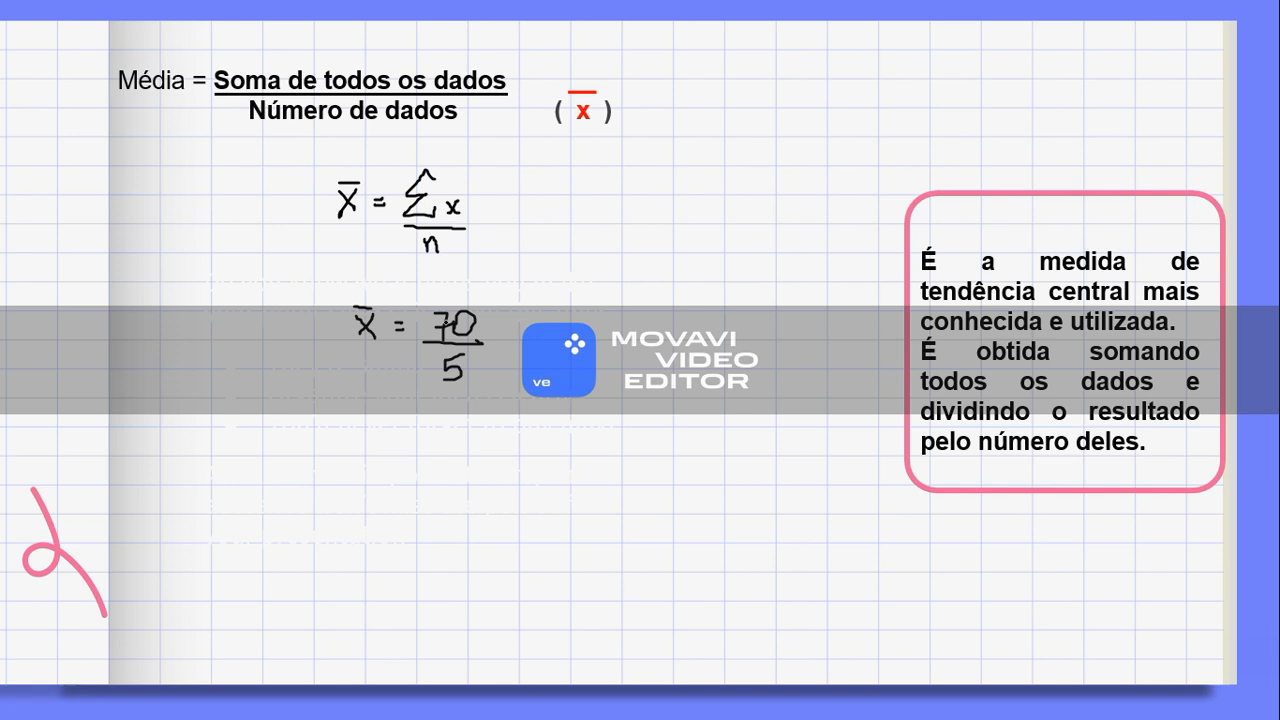 Média = Soma de todos os dados
Número de dados
( x̄ )
X̄ = Σx
n
X̄ = 70
5
É a medida de
tendência central mais
conhecida e utilizada.
É obtida somando
todos os dados e
dividindo o resultado
pelo número deles.
ve
MOVAVI
VIDEO
EDITOR